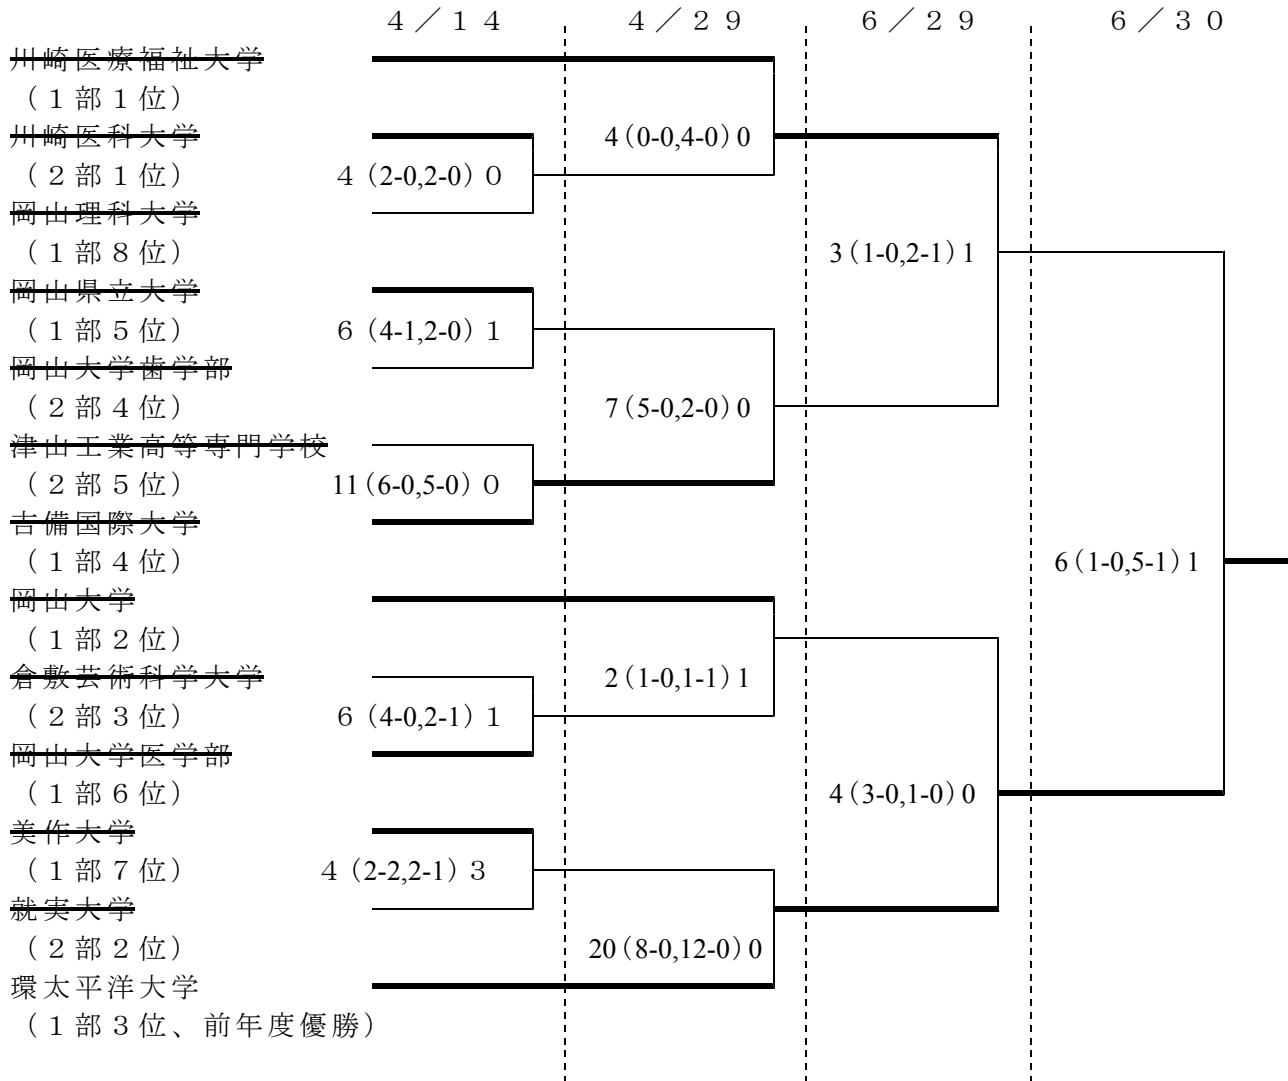 ４／１４ ４／２９ ６／２９ ６／３０
川崎医療福祉大学
（１部１位）
川崎医科大学 4(0-0,4-0)0
（２部１位） ４（2-0,2-0）０
岡山理科大学
（１部８位） 3(1-0,2-1)1
岡山県立大学
（１部５位） ６（4-1,2-0）１
岡山大学歯学部
（２部４位） 7(5-0,2-0)0
津山工業高等専門学校
（２部５位） 11(6-0,5-0)０
吉備国際大学
（１部４位） 6(1-0,5-1)1
岡山大学
（１部２位）
倉敷芸術科学大学 2(1-0,1-1)1
（２部３位） ６（4-0,2-1）１
岡山大学医学部
（１部６位） 4(3-0,1-0)0
美作大学
（１部７位） ４（2-2,2-1）３
就実大学
（２部２位） 20(8-0,12-0)0
環太平洋大学
（１部３位、前年度優勝）